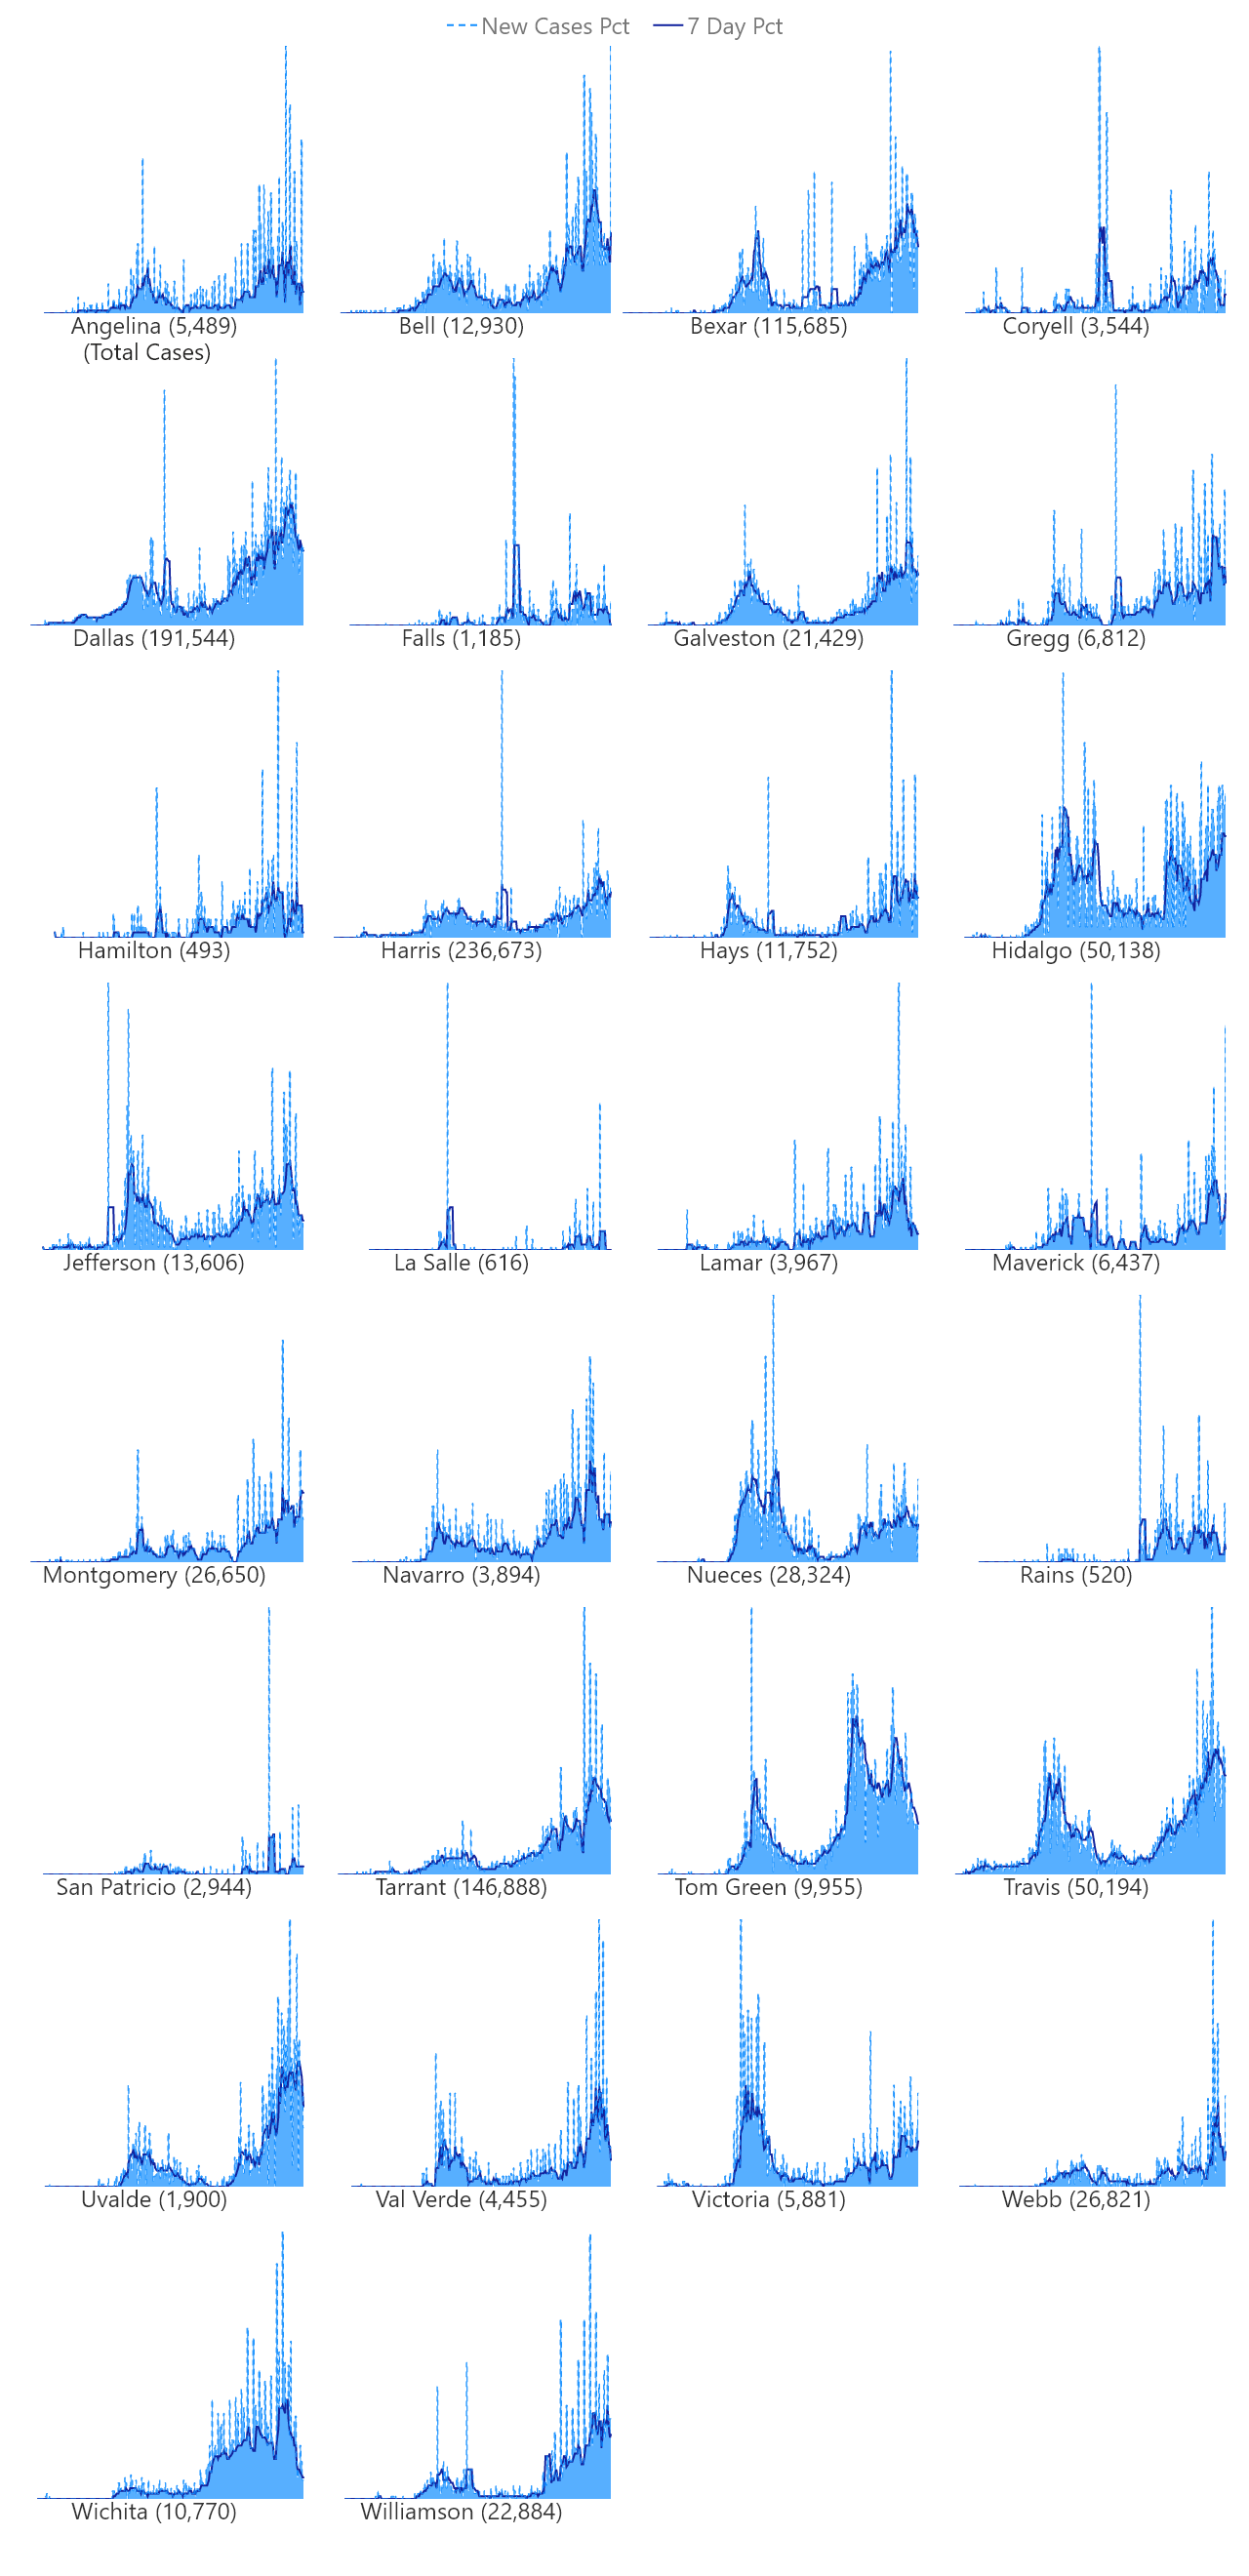 New Cases Pct 7 Day Pct
Angelina (5,489) Bell (12,930) Bexar (115,685) Coryell (3,544)
(Total Cases)
Dallas (191,544) Falls (1,185) Galveston (21,429) Gregg (6,812)
Hamilton (493) Harris (236,673) Hays (11,752) Hidalgo (50,138)
Jefferson (13,606) La Salle (616) Lamar (3,967) Maverick (6,437)
Montgomery (26,650) Navarro (3,894) Nueces (28,324) Rains (520)
San Patricio (2,944) Tarrant (146,888) Tom Green (9,955) Travis (50,194)
Uvalde (1,900) Val Verde (4,455) Victoria (5,881) Webb (26,821)
Wichita (10,770) Williamson (22,884)